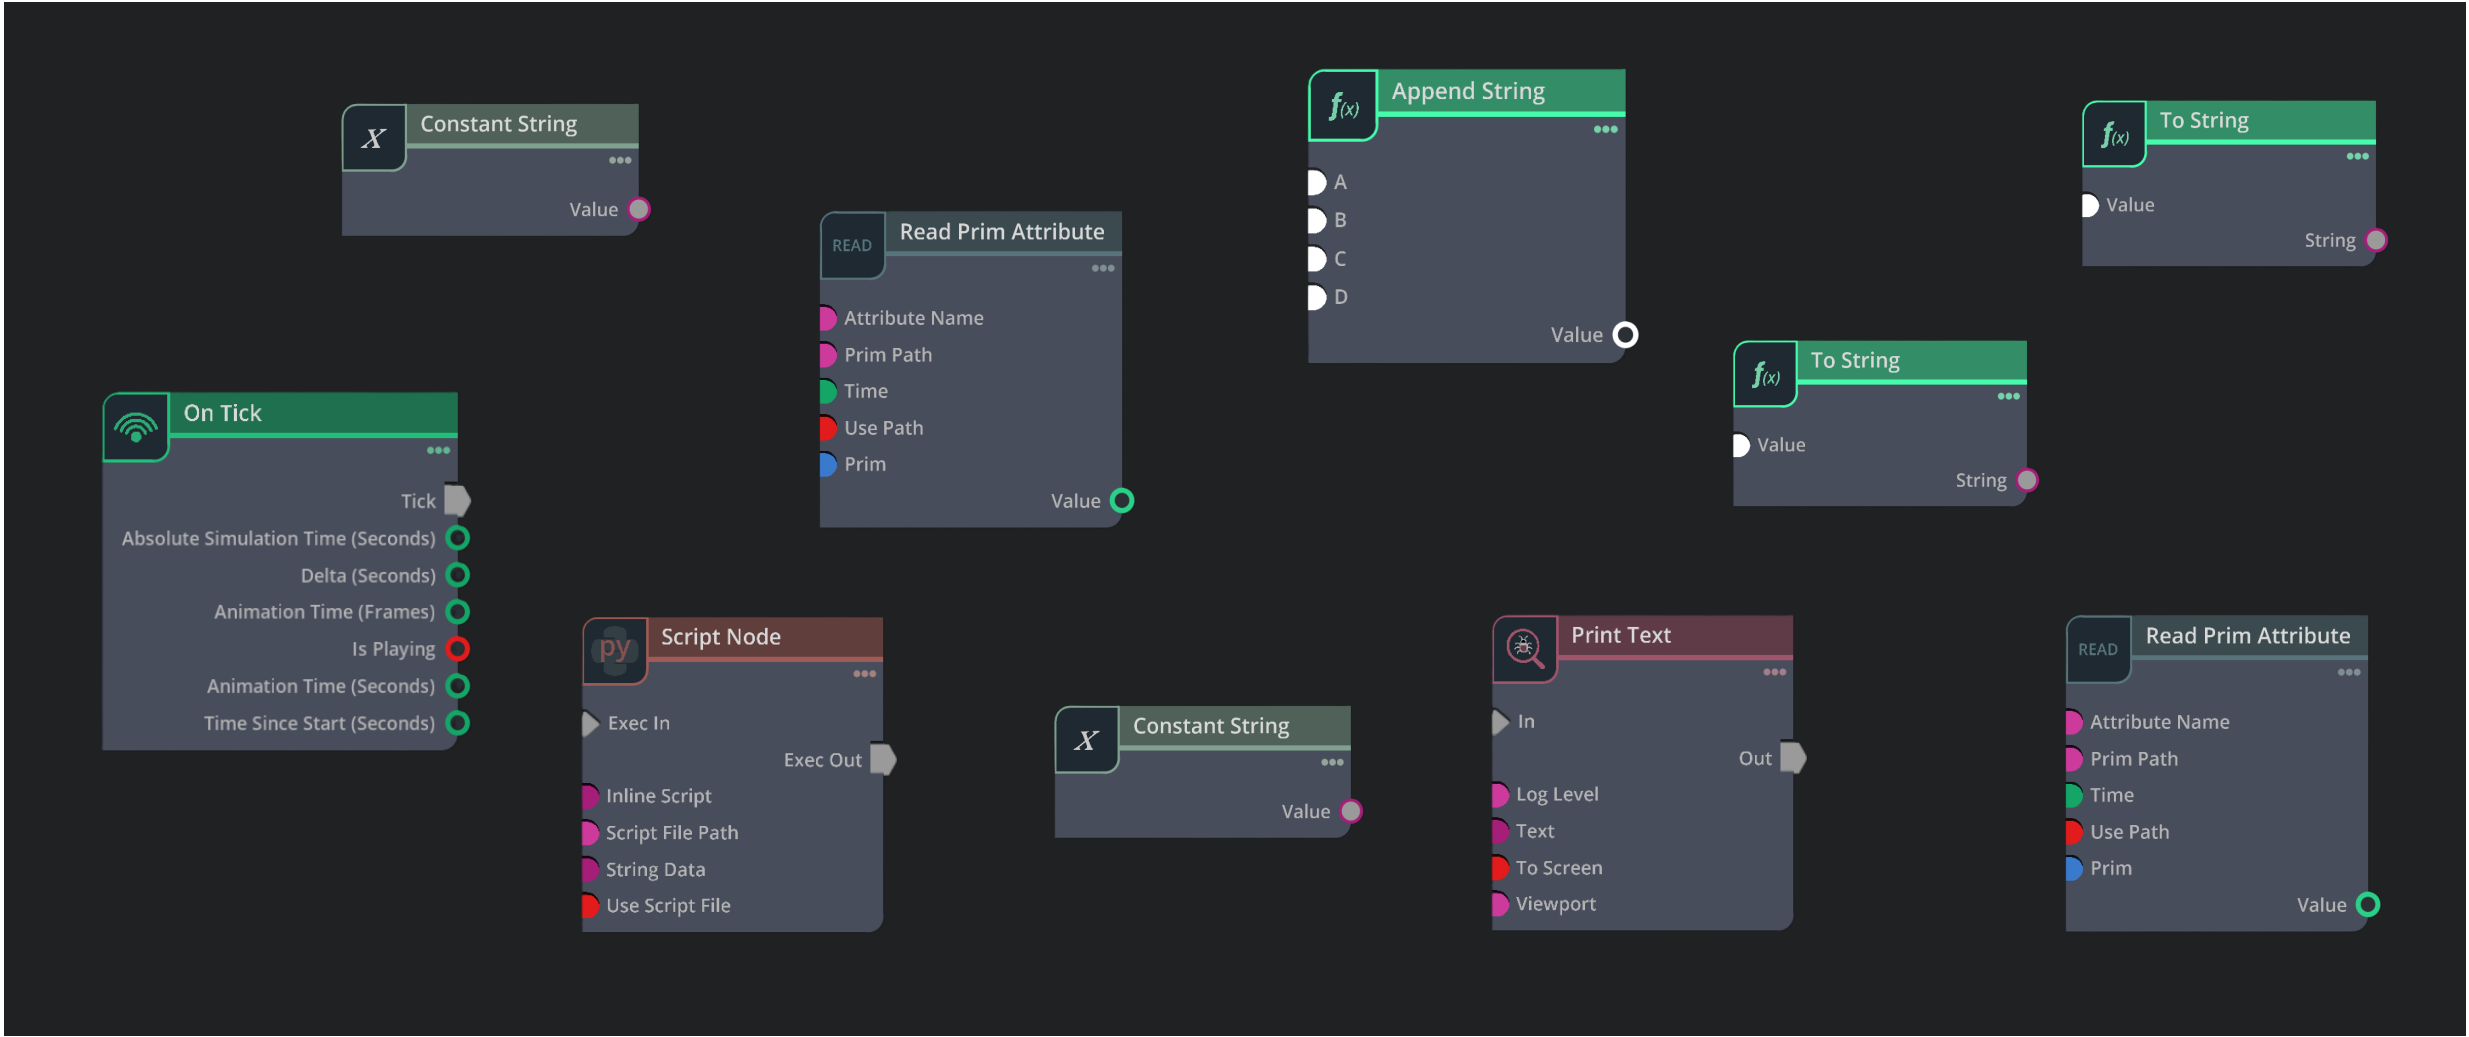 X
Constant String
Value
READ
Read Prim Attribute
Attribute Name
Prim Path
Time
Use Path
Prim
Value
f(x)
Append String
A
B
C
D
Value
f(x)
To String
Value
String
f(x)
To String
Value
String
On Tick
Tick
Absolute Simulation Time (Seconds)
Delta (Seconds)
Animation Time (Frames)
Is Playing
Animation Time (Seconds)
Time Since Start (Seconds)
py
Script Node
Exec In
Exec Out
Inline Script
Script File Path
String Data
Use Script File
X
Constant String
Value
Print Text
In
Out
Log Level
Text
To Screen
Viewport
READ
Read Prim Attribute
Attribute Name
Prim Path
Time
Use Path
Prim
Value